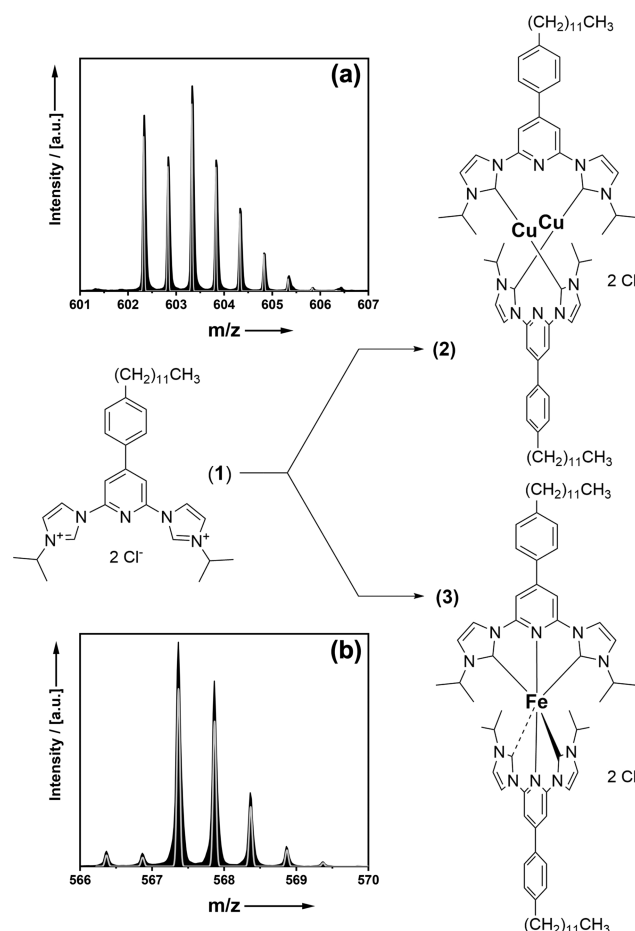 (CH₂)₁₁CH₃
(a)
Intensity / [a.u.]
601 602 603 604 605 606 607
m/z
N N N
N N
Cu Cu
N N
N N N
2 Cl
(CH₂)₁₁CH₃
(2)
(CH₂)₁₁CH₃
(1)
N N N
N⁺ N⁺
2 Cl⁻
(3)
(CH₂)₁₁CH₃
N N N
N N
Fe
N N
N N N
2 Cl
(CH₂)₁₁CH₃
(b)
Intensity / [a.u.]
566 567 568 569 570
m/z